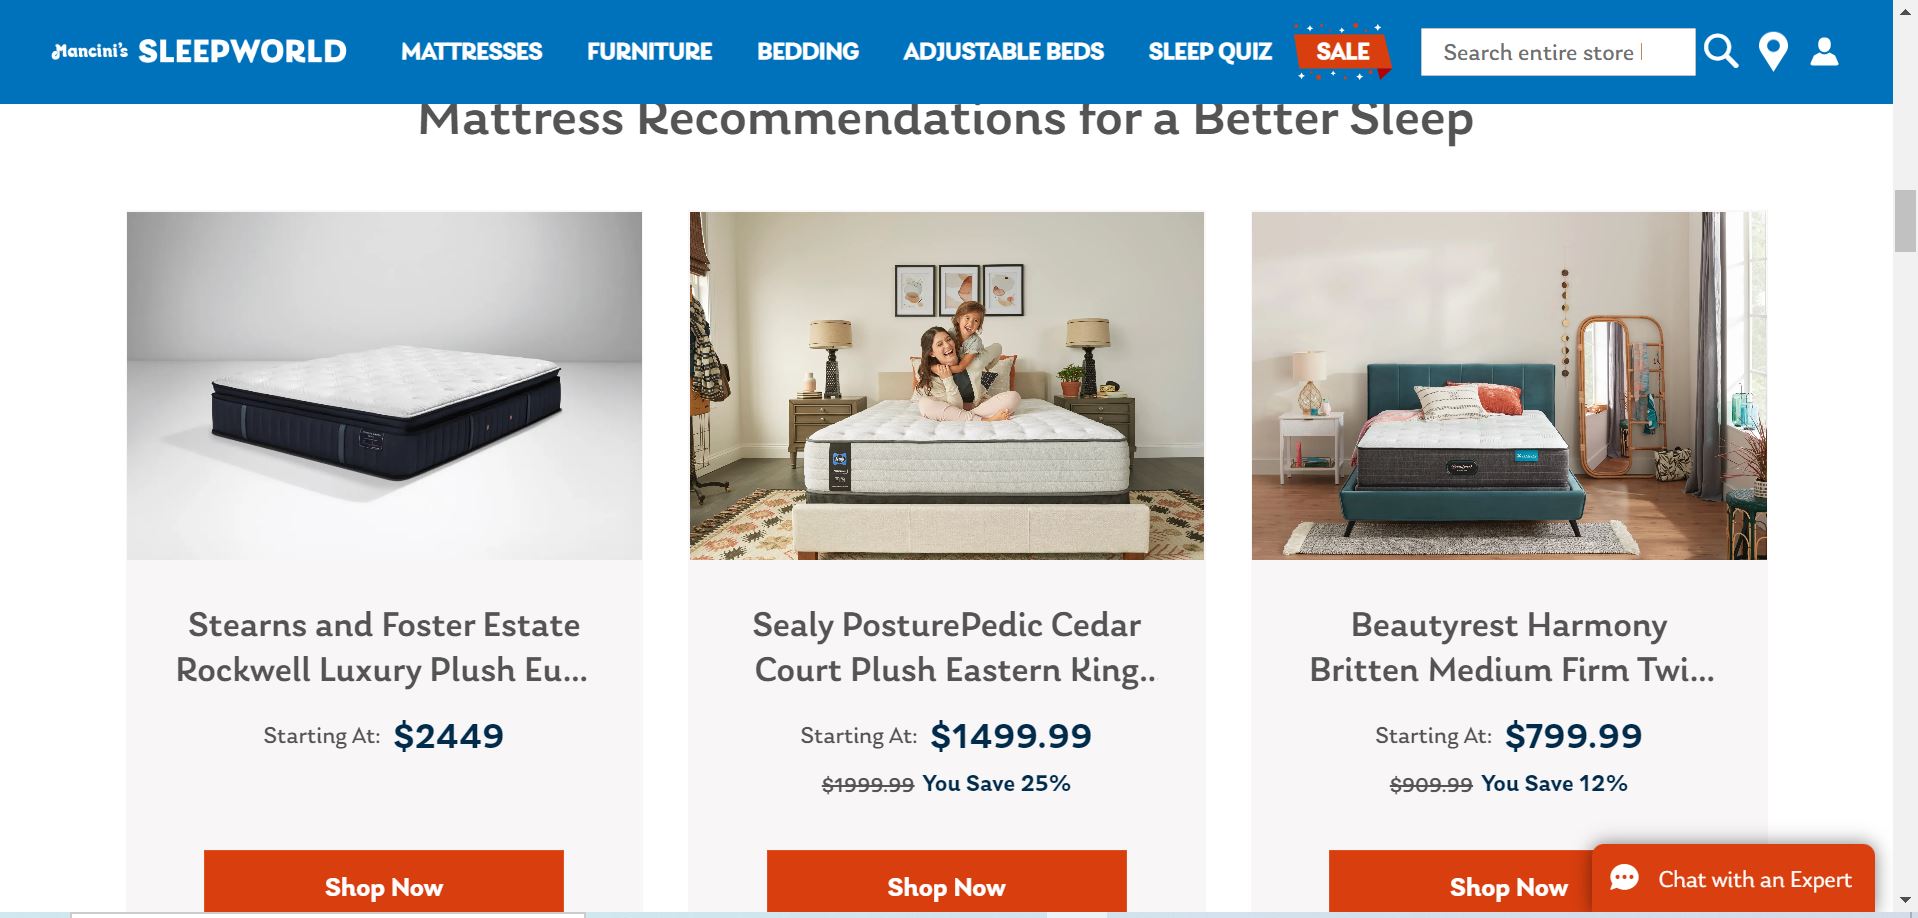 Mancini's SLEEPWORLD MATTRESSES FURNITURE BEDDING ADJUSTABLE BEDS SLEEP QUIZ SALE Search entire store
Mattress Recommendations for a Better Sleep
Stearns and Foster Estate
Rockwell Luxury Plush Eu...
Starting At: $2449
Shop Now
Sealy PosturePedic Cedar
Court Plush Eastern King..
Starting At: $1499.99
$1999.99 You Save 25%
Shop Now
Beautyrest Harmony
Britten Medium Firm Twi...
Starting At: $799.99
$909.99 You Save 12%
Shop Now
Chat with an Expert